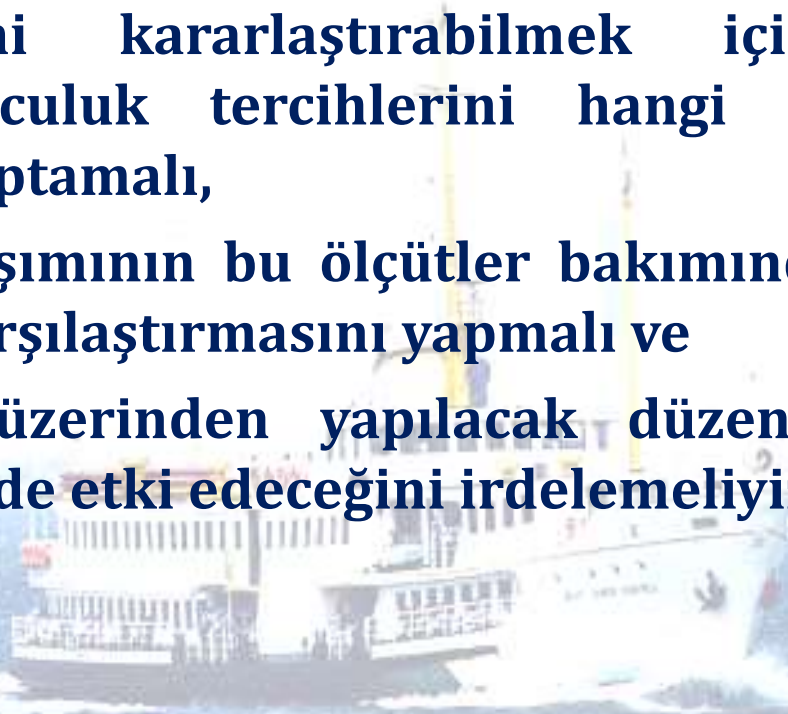 ni kararlaştırabilmek içi
culuk tercihlerini hangi
ptamalı,
şımının bu ölçütler bakımınd
rşılaştırmasını yapmalı ve
üzerinden yapılacak düzen
de etki edeceğini irdelemeliyi